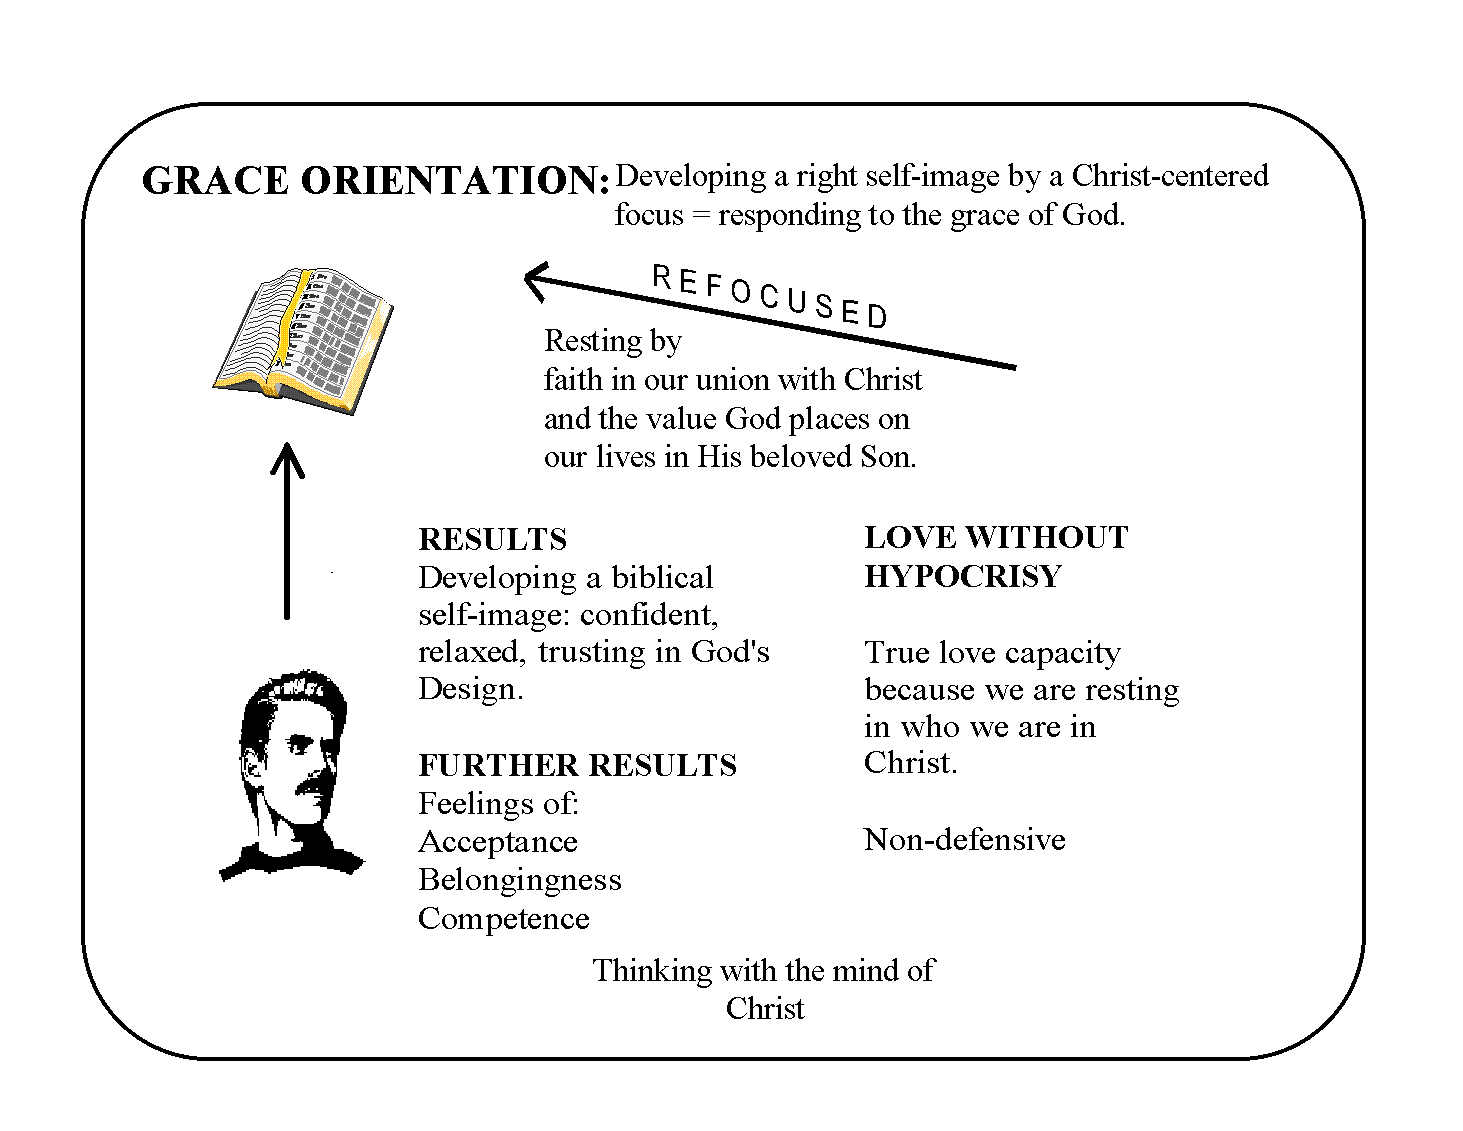 GRACE ORIENTATION: Developing a right self-image by a Christ-centered
focus = responding to the grace of God.
REFOCUSED
Resting by
faith in our union with Christ
and the value God places on
our lives in His beloved Son.
RESULTS
Developing a biblical
self-image: confident,
relaxed, trusting in God's
Design.
FURTHER RESULTS
Feelings of:
Acceptance
Belongingness
Competence
LOVE WITHOUT
HYPOCRISY
True love capacity
because we are resting
in who we are in
Christ.
Non-defensive
Thinking with the mind of
Christ